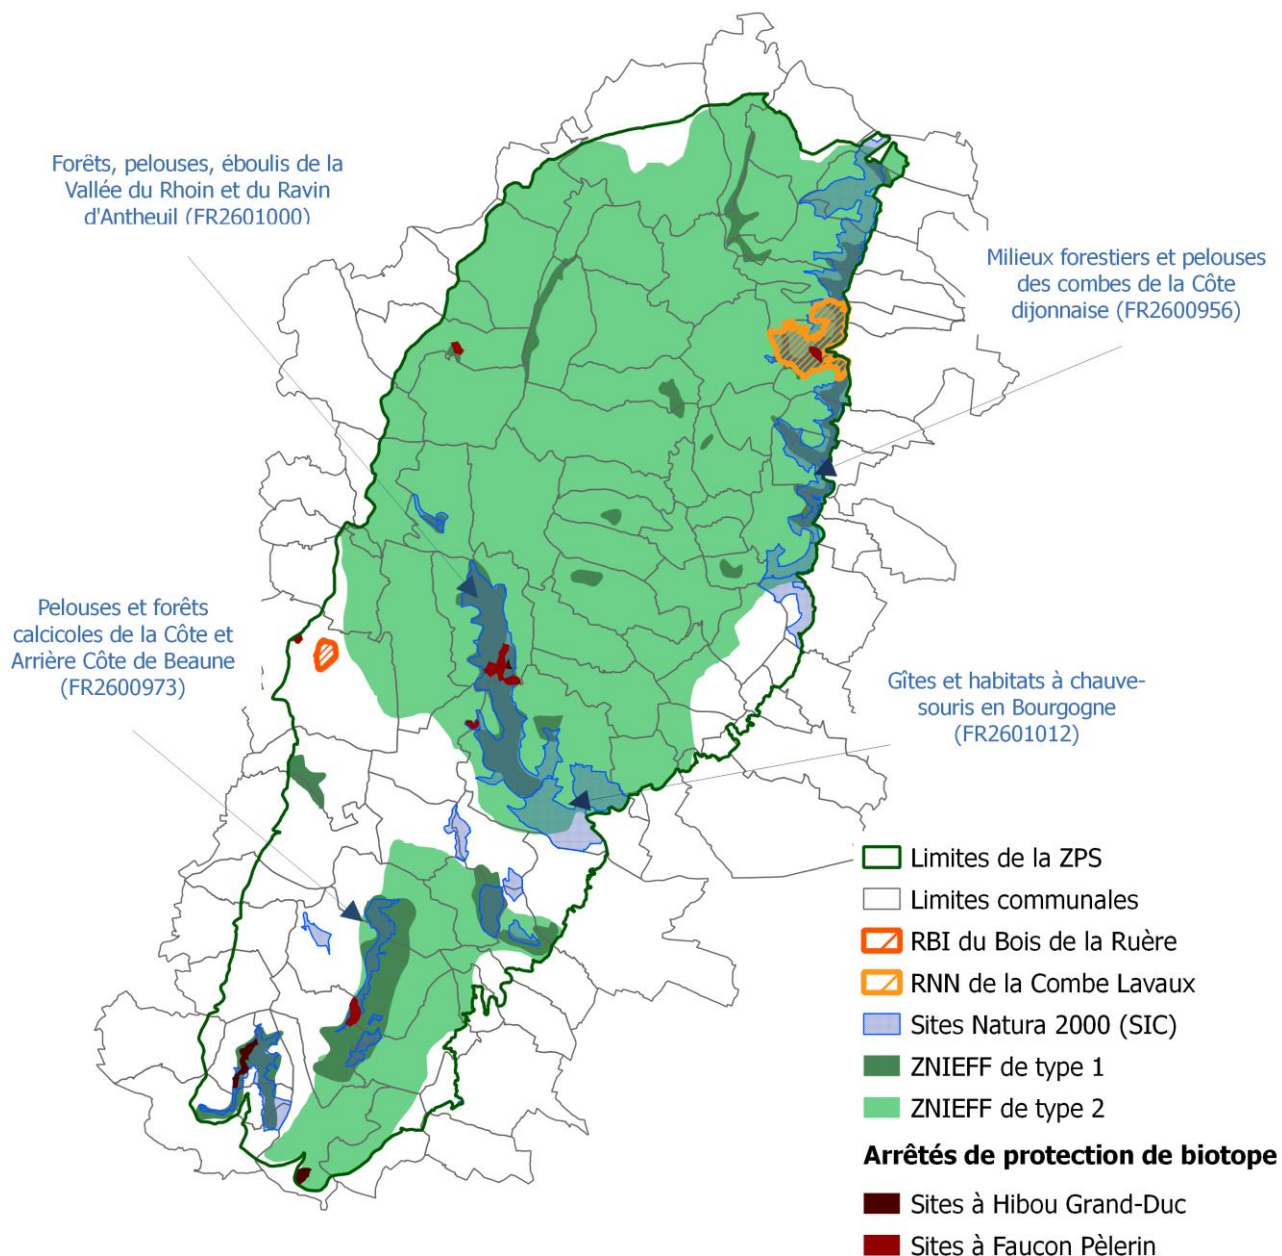 Forêts, pelouses, éboulis de la
Vallée du Rhoin et du Ravin
d'Antheuil (FR2601000)
Milieux forestiers et pelouses
des combes de la Côte
dijonnaise (FR2600956)
Pelouses et forêts
calcicoles de la Côte et
Arrière Côte de Beaune
(FR2600973)
Gîtes et habitats à chauve-
souris en Bourgogne
(FR2601012)
Limites de la ZPS
Limites communales
RBI du Bois de la Ruère
RNN de la Combe Lavaux
Sites Natura 2000 (SIC)
ZNIEFF de type 1
ZNIEFF de type 2
Arrêtés de protection de biotope
Sites à Hibou Grand-Duc
Sites à Faucon Pèlerin